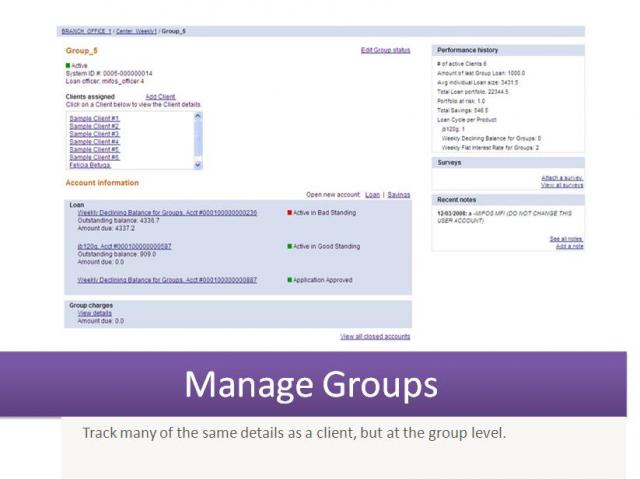 BRANCH_OFFICE_1 / Center_Weekly1 / Group_5
Group_5
Edit Group status
Active
System ID #: 0005-000000014
Loan officer: mifos_officer 4
Clients assigned Add Client
Click on a Client below to view the Client details.
Sample Client #1
Sample Client #2
Sample Client #3
Sample Client #4
Sample Client #5
Sample Client #6
Felicia Betuga
Account information
Open new account: Loan | Savings
Loan
Weekly Declining Balance for Groups, Acct #000100000000236
Active in Bad Standing
Outstanding balance: 4336.7
Amount due: 4337.2
jb120g, Acct #000100000000587
Active in Good Standing
Outstanding balance: 909.0
Amount due: 0.0
Weekly Declining Balance for Groups, Acct #000100000000887
Application Approved
Group charges
View details
Amount due: 0.0
View all closed accounts
Performance history
# of active Clients 6
Amount of last Group Loan: 1000.0
Avg individual Loan size: 3431.5
Total Loan portfolio: 22344.5
Portfolio at risk: 1.0
Total Savings: 546.5
Loan Cycle per Product
jb120g: 1
Weekly Declining Balance for Groups: 0
Weekly Flat Interest Rate for Groups: 2
Surveys
Attach a survey
View all surveys
Recent notes
12/03/2008: a -MIFOS MFI (DO NOT CHANGE THIS
USER ACCOUNT)
See all notes
Add a note
Manage Groups
Track many of the same details as a client, but at the group level.